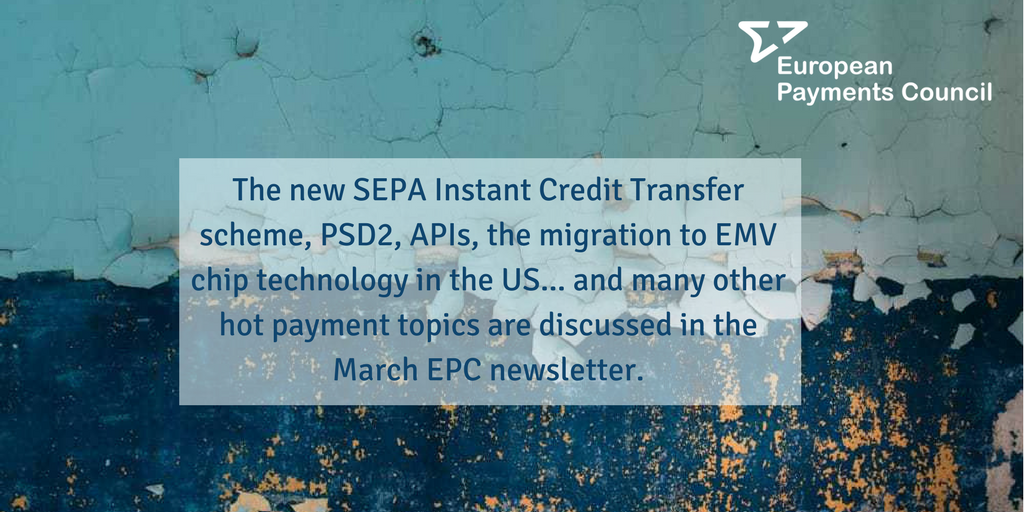 European
Payments Council
The new SEPA Instant Credit Transfer
scheme, PSD2, APIs, the migration to EMV
chip technology in the US... and many other
hot payment topics are discussed in the
March EPC newsletter.